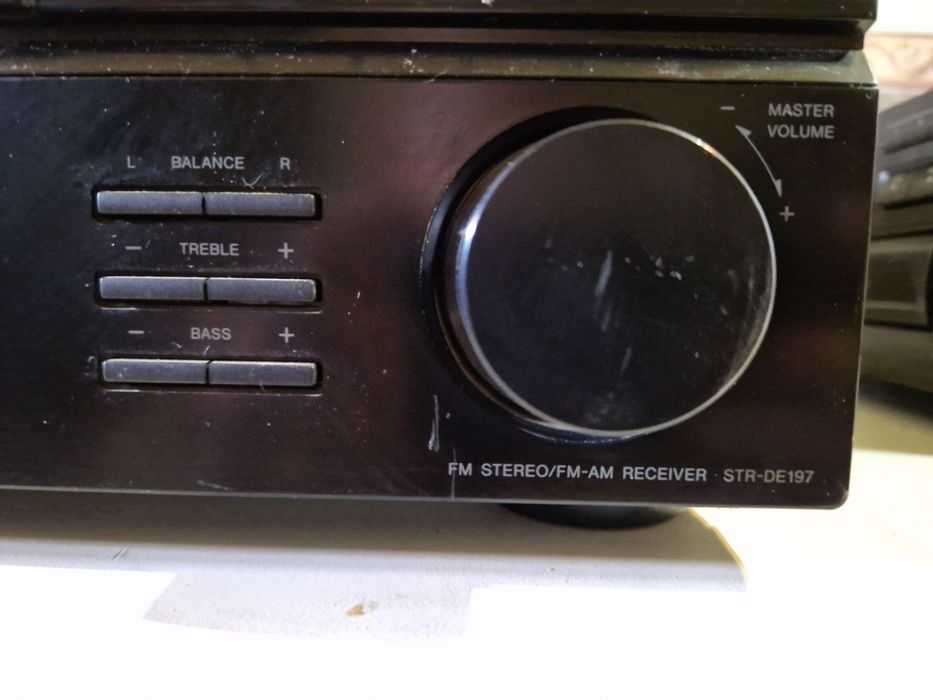 L BALANCE R
− TREBLE +
− BASS +
− MASTER
VOLUME
+
FM STEREO/FM-AM RECEIVER STR-DE197